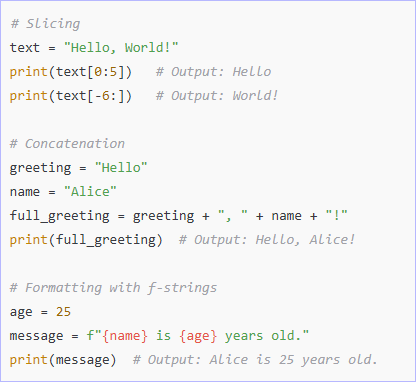 # Slicing
text = "Hello, World!"
print(text[0:5])   # Output: Hello
print(text[-6:])   # Output: World!

# Concatenation
greeting = "Hello"
name = "Alice"
full_greeting = greeting + ", " + name + "!"
print(full_greeting)  # Output: Hello, Alice!

# Formatting with f-strings
age = 25
message = f"{name} is {age} years old."
print(message)  # Output: Alice is 25 years old.